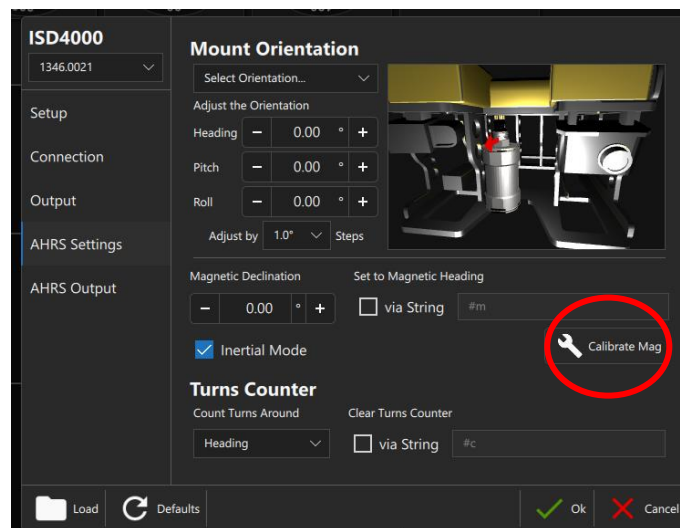 ISD4000
1346.0021
Setup
Connection
Output
AHRS Settings
AHRS Output
Mount Orientation
Select Orientation...
Adjust the Orientation
Heading − 0.00 ° +
Pitch − 0.00 ° +
Roll − 0.00 ° +
Adjust by 1.0° Steps
Magnetic Declination Set to Magnetic Heading
− 0.00 ° + via String #m
Inertial Mode
Calibrate Mag
Turns Counter
Count Turns Around Clear Turns Counter
Heading via String #c
Load Defaults Ok Cancel